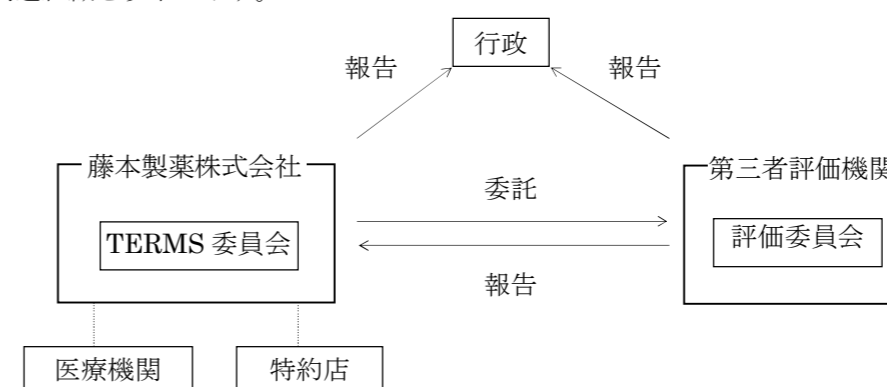 行政
報告
報告
藤本製薬株式会社
第三者評価機関
委託
TERMS 委員会
評価委員会
報告
医療機関
特約店